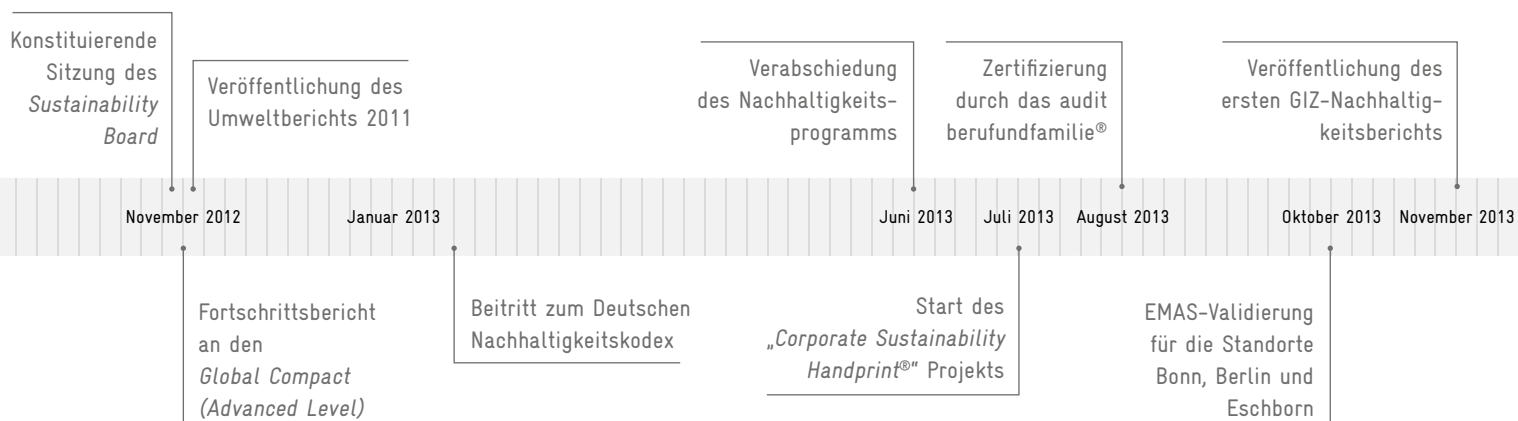 Konstituierende
Sitzung des
Sustainability
Board
Veröffentlichung des
Umweltberichts 2011
Verabschiedung
des Nachhaltigkeits-
programms
Zertifizierung
durch das audit
berufundfamilie®
Veröffentlichung des
ersten GIZ-Nachhaltig-
keitsberichts
November 2012
Januar 2013
Juni 2013
Juli 2013
August 2013
Oktober 2013
November 2013
Fortschrittsbericht
an den
Global Compact
(Advanced Level)
Beitritt zum Deutschen
Nachhaltigkeitskodex
Start des
„Corporate Sustainability
Handprint®“ Projekts
EMAS-Validierung
für die Standorte
Bonn, Berlin und
Eschborn